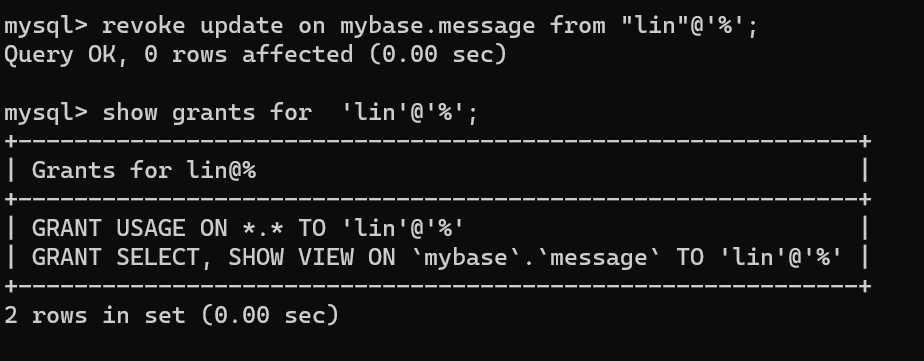 mysql> revoke update on mybase.message from "lin"@'%';
Query OK, 0 rows affected (0.00 sec)
mysql> show grants for  'lin'@'%';
+------------------------------------------------------------+
| Grants for lin@%                                           |
+------------------------------------------------------------+
| GRANT USAGE ON *.* TO 'lin'@'%'                            |
| GRANT SELECT, SHOW VIEW ON `mybase`.`message` TO 'lin'@'%' |
+------------------------------------------------------------+
2 rows in set (0.00 sec)